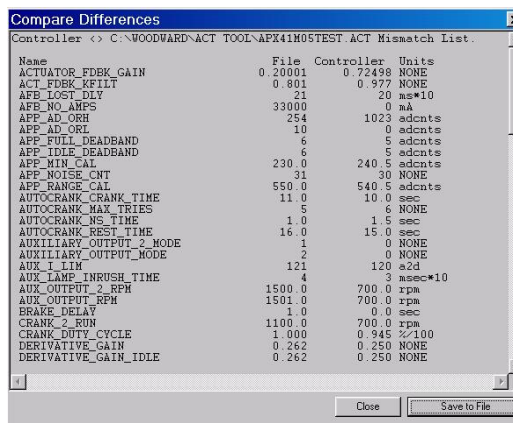 Compare Differences
Controller <> C:\WOODWARD\ACT TOOL\APX41M05TEST.ACT Mismatch List.
Name File Controller Units
ACTUATOR_FDBK_GAIN 0.20001 0.72498 NONE
ACT_FDBK_KFILT 0.801 0.977 NONE
AFB_LOST_DLY 21 20 ms*10
AFB_NO_AMPS 33000 0 mA
APP_AD_ORH 254 1023 adcnts
APP_AD_ORL 10 0 adcnts
APP_FULL_DEADBAND 6 5 adcnts
APP_IDLE_DEADBAND 6 5 adcnts
APP_MIN_CAL 230.0 240.5 adcnts
APP_NOISE_CNT 31 30 NONE
APP_RANGE_CAL 550.0 540.5 adcnts
AUTOCRANK_CRANK_TIME 11.0 10.0 sec
AUTOCRANK_MAX_TRIES 5 6 NONE
AUTOCRANK_NS_TIME 1.0 1.5 sec
AUTOCRANK_REST_TIME 16.0 15.0 sec
AUXILIARY_OUTPUT_2_MODE 1 0 NONE
AUXILIARY_OUTPUT_MODE 2 0 NONE
AUX_I_LIM 121 120 a2d
AUX_LAMP_INRUSH_TIME 4 3 msec*10
AUX_OUTPUT_2_RPM 1500.0 700.0 rpm
AUX_OUTPUT_RPM 1501.0 700.0 rpm
BRAKE_DELAY 1.0 0.0 sec
CRANK_2_RUN 1100.0 700.0 rpm
CRANK_DUTY_CYCLE 1.000 0.945 %/100
DERIVATIVE_GAIN 0.262 0.250 NONE
DERIVATIVE_GAIN_IDLE 0.262 0.250 NONE
Close Save to File